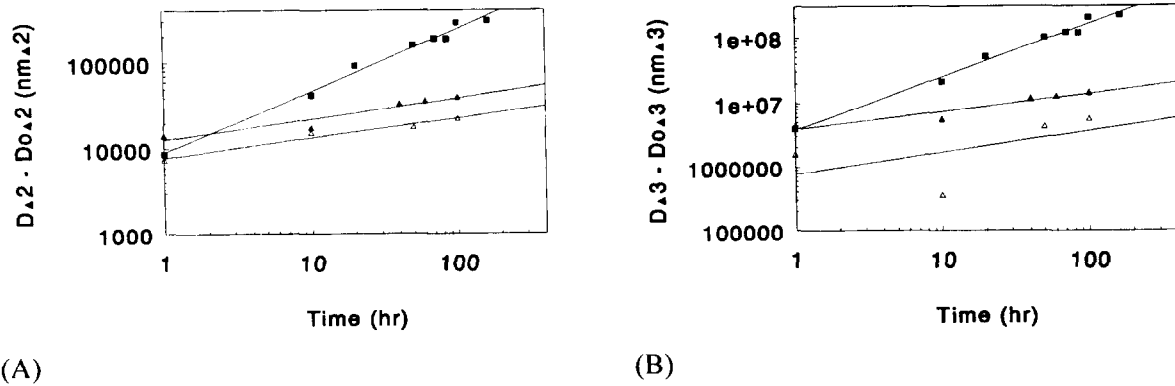 D▴2 - Do▴2 (nm▴2)
100000
10000
1000
1
10
100
Time (hr)
(A)
D▴3 - Do▴3 (nm▴3)
1e+08
1e+07
1000000
100000
1
10
100
Time (hr)
(B)